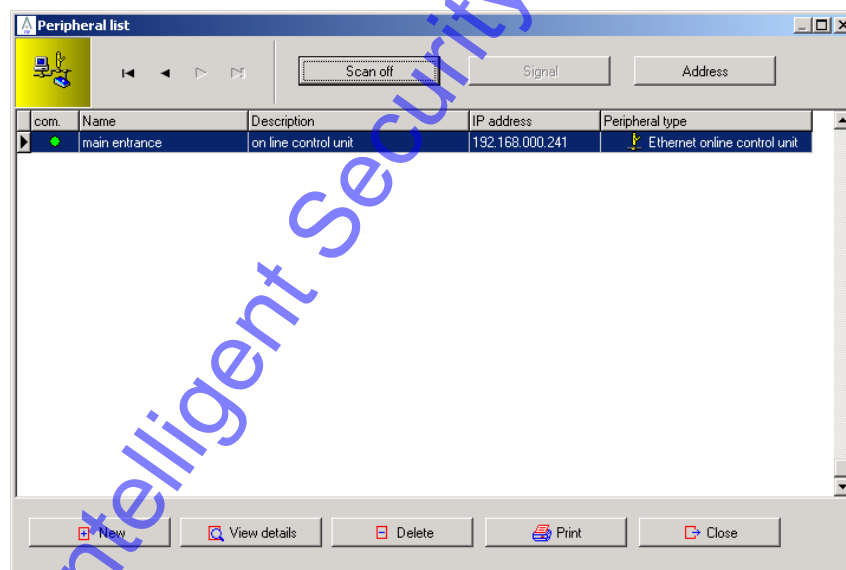 Peripheral list
Scan off
Signal
Address
com. Name Description IP address Peripheral type
main entrance on line control unit 192.168.000.241 Ethernet online control unit
New View details Delete Print Close
Intelligent Security